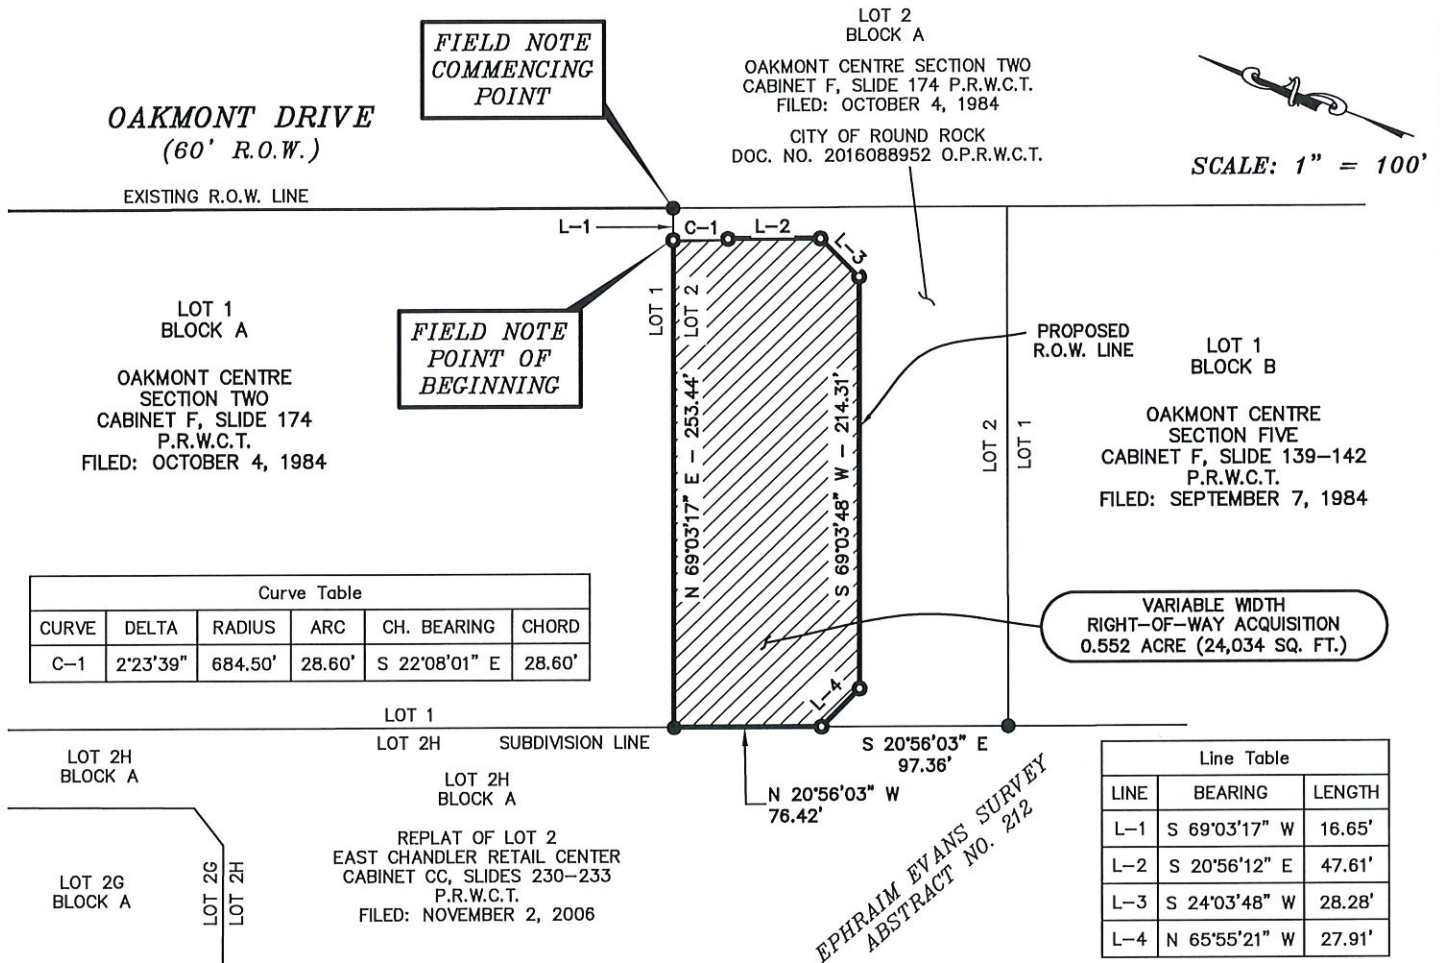 LOT 2
BLOCK A
OAKMONT CENTRE SECTION TWO
CABINET F, SLIDE 174 P.R.W.C.T.
FILED: OCTOBER 4, 1984
CITY OF ROUND ROCK
DOC. NO. 2016088952 O.P.R.W.C.T.
FIELD NOTE
COMMENCING
POINT
OAKMONT DRIVE
(60' R.O.W.)
SCALE: 1" = 100'
EXISTING R.O.W. LINE
L-1
C-1
L-2
L-3
LOT 1
LOT 2
FIELD NOTE
POINT OF
BEGINNING
LOT 1
BLOCK A
OAKMONT CENTRE
SECTION TWO
CABINET F, SLIDE 174
P.R.W.C.T.
FILED: OCTOBER 4, 1984
N 69°03'17" E - 253.44'
S 69°03'48" W - 214.31'
PROPOSED
R.O.W. LINE
LOT 2
LOT 1
LOT 1
BLOCK B
OAKMONT CENTRE
SECTION FIVE
CABINET F, SLIDE 139-142
P.R.W.C.T.
FILED: SEPTEMBER 7, 1984
Curve Table
CURVE DELTA RADIUS ARC CH. BEARING CHORD
C-1 2°23'39" 684.50' 28.60' S 22°08'01" E 28.60'
VARIABLE WIDTH
RIGHT-OF-WAY ACQUISITION
0.552 ACRE (24,034 SQ. FT.)
L-4
LOT 1
LOT 2H
SUBDIVISION LINE
S 20°56'03" E
97.36'
N 20°56'03" W
76.42'
LOT 2H
BLOCK A
LOT 2H
BLOCK A
REPLAT OF LOT 2
EAST CHANDLER RETAIL CENTER
CABINET CC, SLIDES 230-233
P.R.W.C.T.
FILED: NOVEMBER 2, 2006
LOT 2G
BLOCK A
LOT 2G
LOT 2H
EPHRAIM EVANS SURVEY
ABSTRACT NO. 212
Line Table
LINE BEARING LENGTH
L-1 S 69°03'17" W 16.65'
L-2 S 20°56'12" E 47.61'
L-3 S 24°03'48" W 28.28'
L-4 N 65°55'21" W 27.91'